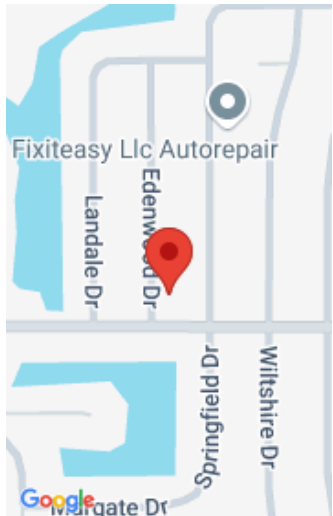 Fixiteasy Llc Autorepair
Landale Dr
Edenwood Dr
Springfield Dr
Wiltshire Dr
Google
Margate Dr